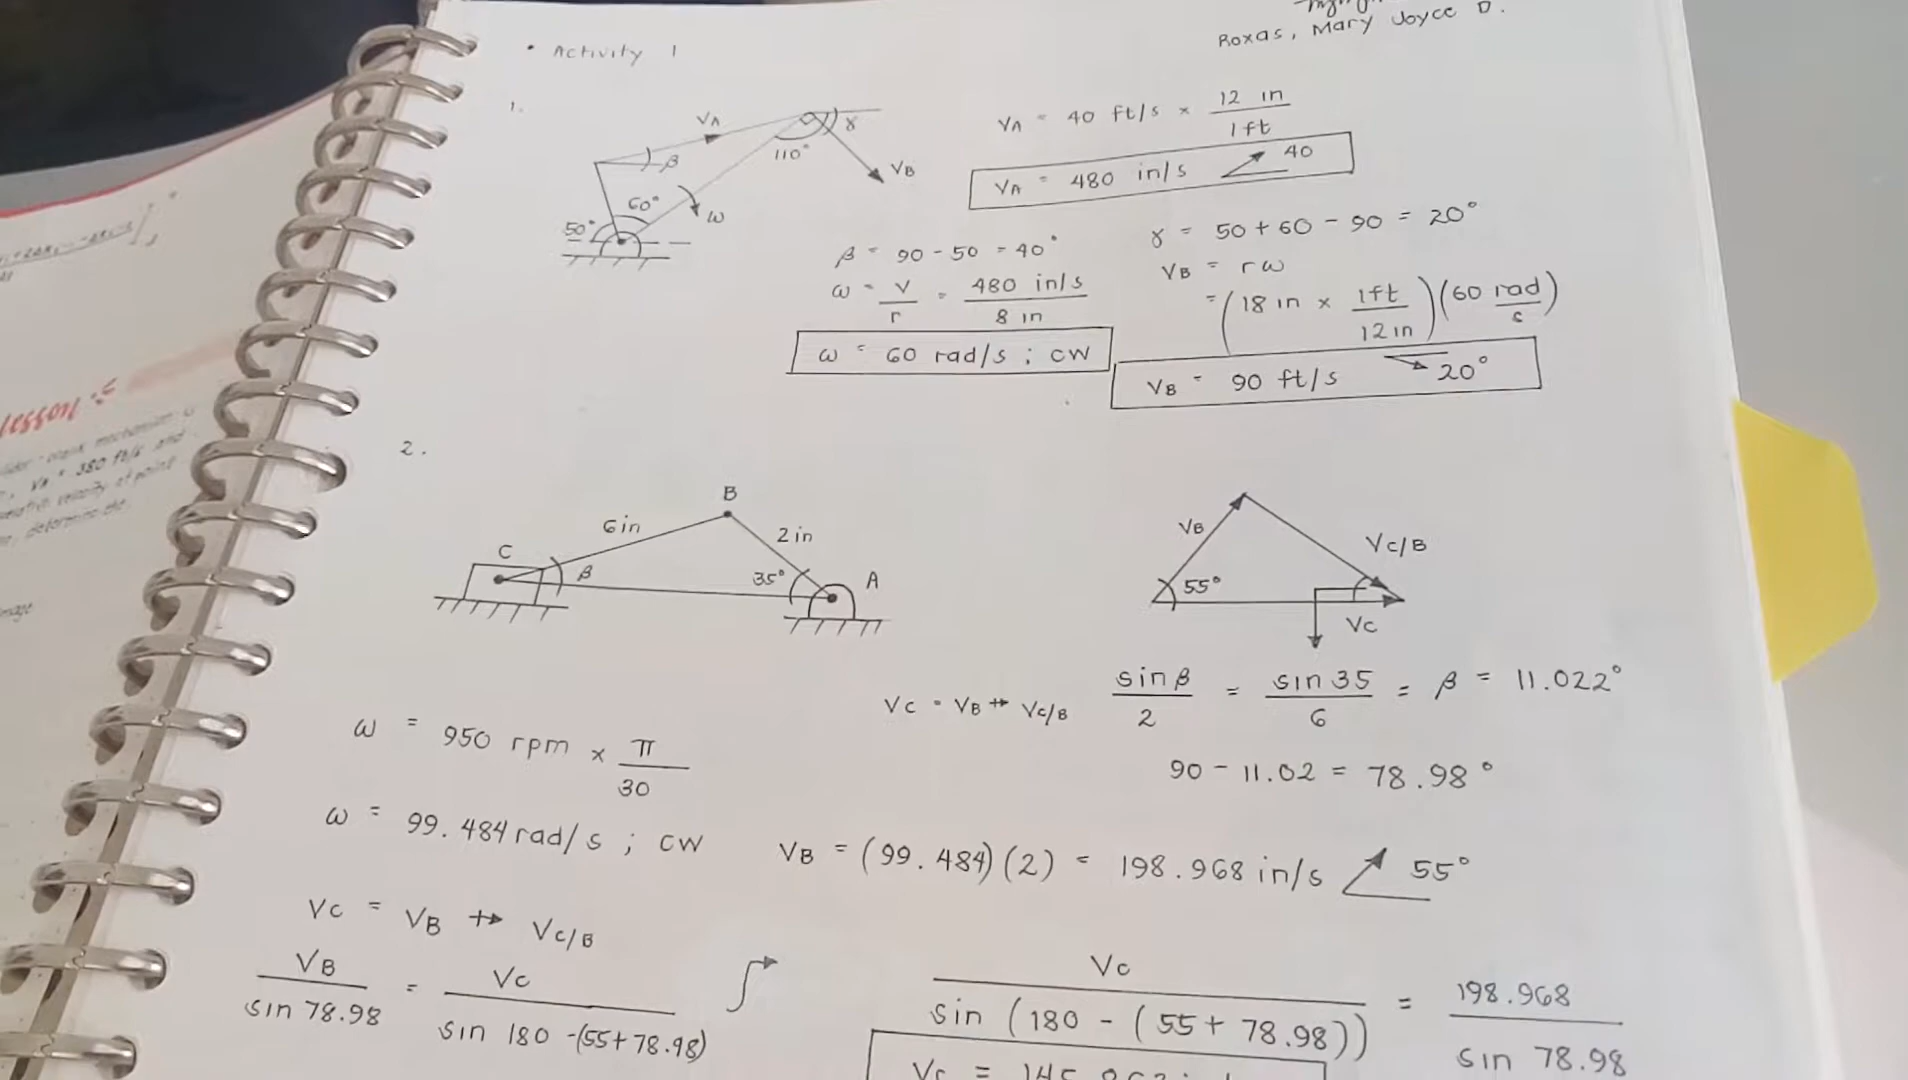 Roxas, Mary Joyce D.
• Activity 1
1.
VA
β
110°
γ
VB
60°
50°
ω
VA = 40 ft/s × 12 in / 1 ft
VA = 480 in/s 40
β = 90 - 50 = 40°
ω = V / r = 480 in/s / 8 in
ω = 60 rad/s ; CW
γ = 50 + 60 - 90 = 20°
VB = rω
= (18 in × 1ft / 12 in) (60 rad / s)
VB = 90 ft/s 20°
2.
B
6in
2 in
C
β
35°
A
VB
VC/B
55°
VC
VC = VB +→ VC/B
sin β / 2 = sin 35 / 6 = β = 11.022°
90 - 11.02 = 78.98°
ω = 950 rpm × π / 30
ω = 99.484 rad/s ; CW
VB = (99.484)(2) = 198.968 in/s 55°
VC = VB +→ VC/B
VB / sin 78.98 = VC / sin 180 -(55+78.98)
VC / sin (180 - (55 + 78.98)) = 198.968 / sin 78.98
VC =